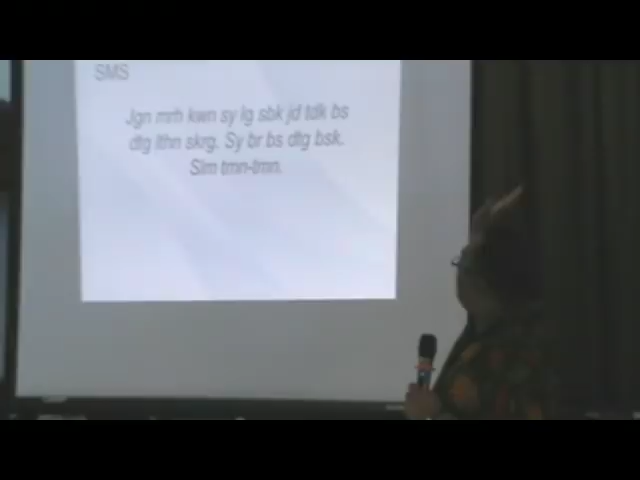 SMS
Jgn mrh kwn sy lg sbk jd tdk bs
dtg lthn skrg. Sy br bs dtg bsk.
Slm tmn-tmn.